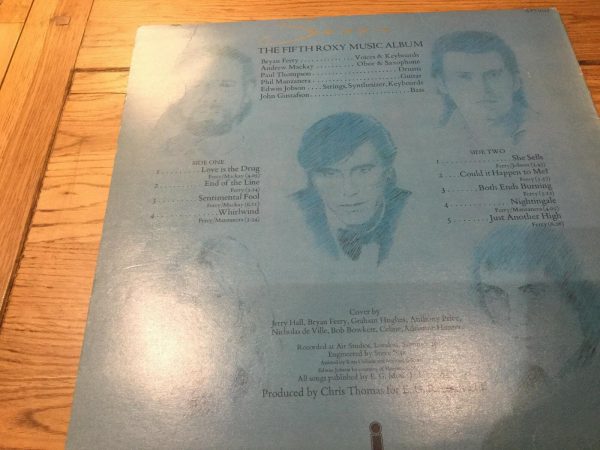 THE FIFTH ROXY MUSIC ALBUM
Bryan Ferry . . . . . . . . . . . . Voices & Keyboards
Andrew Mackay . . . . . . . . Oboe & Saxophone
Paul Thompson . . . . . . . . . . . . . . . . . Drums
Phil Manzanera . . . . . . . . . . . . . . . . . Guitar
Edwin Jobson . . . . Strings, Synthesizer, Keyboards
John Gustafson . . . . . . . . . . . . . . . . . Bass
SIDE ONE
1. . . . . . . Love is the Drug
Ferry/Mackay
2. . . . . . . End of the Line
Ferry
3. . . . . . . Sentimental Fool
Ferry/Mackay
4. . . . . . . Whirlwind
Ferry/Manzanera
SIDE TWO
1 . . . . . . . She Sells
Ferry/Jobson
2. . . . Could it Happen to Me?
Ferry
3. . . . . . Both Ends Burning
Ferry
4. . . . . . . Nightingale
Ferry/Manzanera
5. . . . . . Just Another High
Ferry
Cover by
Jerry Hall, Bryan Ferry, Graham Hughes, Anthony Price,
Nicholas de Ville, Bob Bowkett, Cream,
Recorded at Air Studios, London,
Engineered by Steve
All songs published by E. G.
Produced by Chris Thomas for E.G.